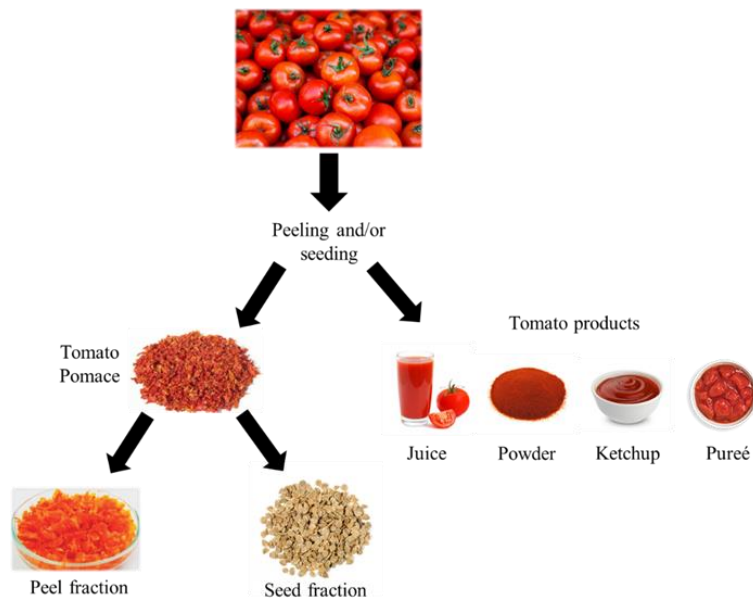 Peeling and/or
seeding
Tomato products
Tomato
Pomace
Juice
Powder
Ketchup
Pureé
Peel fraction
Seed fraction